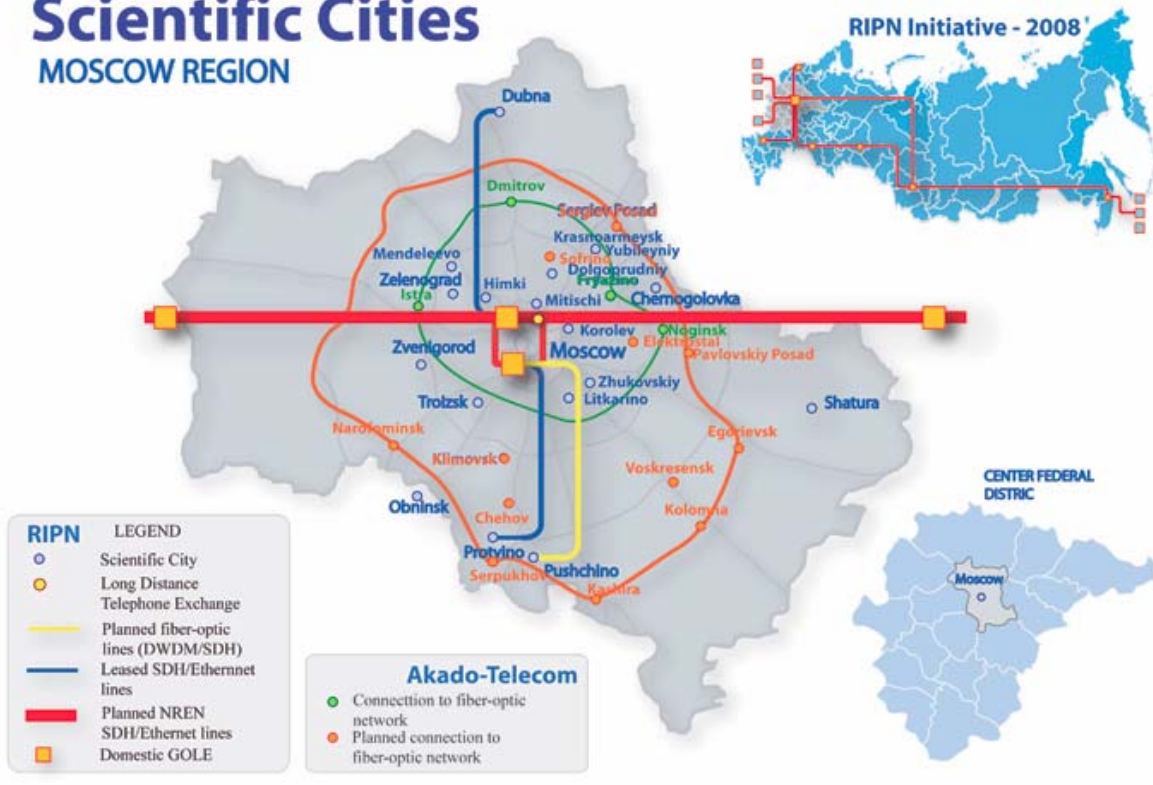 Scientific Cities
MOSCOW REGION
RIPN Initiative - 2008
Dubna
Dmitrov
Sergiev Posad
Krasnoarmeysk
Yubileyniy
Sofrino
Mendeleevo
Dolgoprudniy
Zelenograd
Himki
Fryazino
Istra
Mitischi
Chernogolovka
Korolev
Noginsk
Elektrostal
Zvenigorod
Moscow
Pavlovskiy Posad
Zhukovskiy
Litkarino
Troizsk
Shatura
Narofominsk
Egorievsk
Klimovsk
Voskresensk
Obninsk
Chehov
Kolomna
Protvino
Serpukhov
Pushchino
Kashira
CENTER FEDERAL
DISTRIC
Moscow
RIPN LEGEND
Scientific City
Long Distance
Telephone Exchange
Planned fiber-optic
lines (DWDM/SDH)
Leased SDH/Ethernnet
lines
Planned NREN
SDH/Ethernet lines
Domestic GOLE
Akado-Telecom
Connecttion to fiber-optic
network
Planned connection to
fiber-optic network